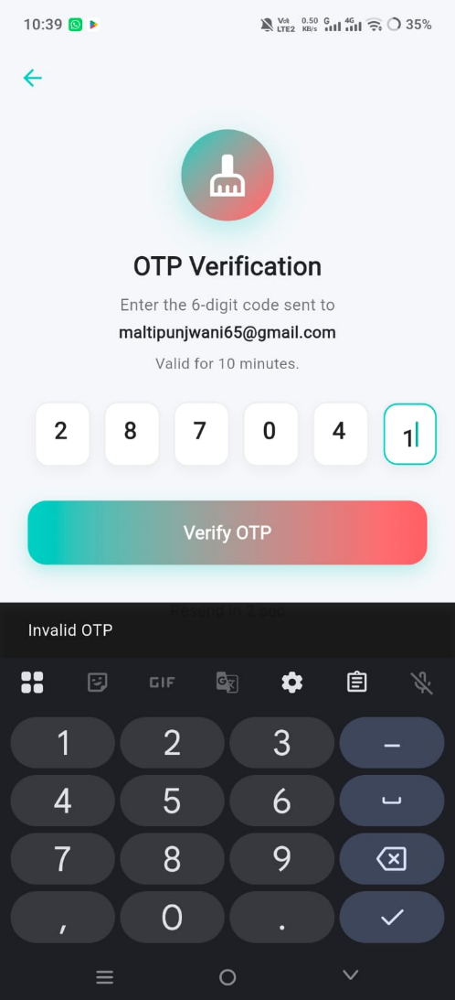 10:39 Vo) LTE2 0.50 KB/s G 4G 35%
OTP Verification
Enter the 6-digit code sent to
maltipunjwani65@gmail.com
Valid for 10 minutes.
2 8 7 0 4 1
Verify OTP
Resend in 2 sec
Invalid OTP
GIF
1 2 3 –
4 5 6
7 8 9
, 0 .